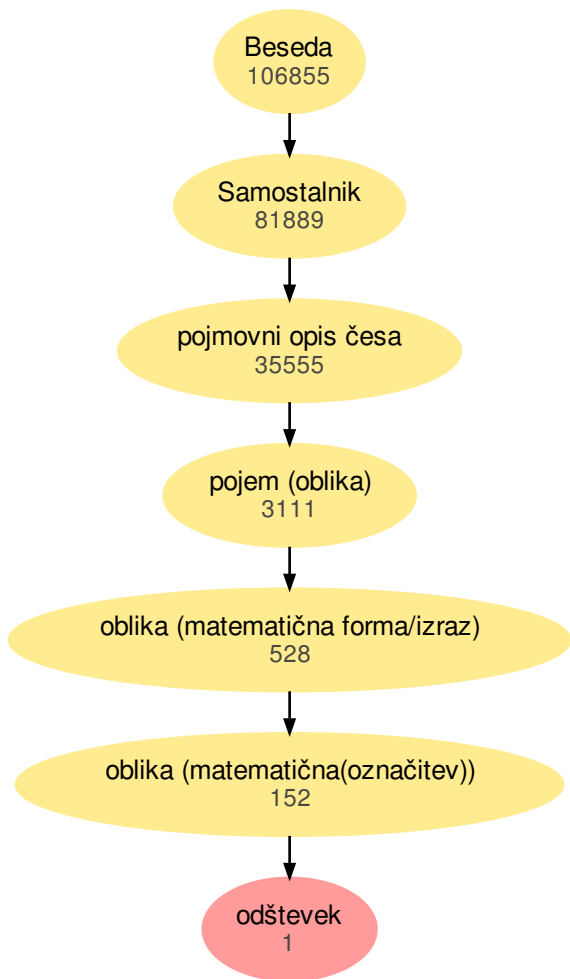 Beseda
106855
Samostalnik
81889
pojmovni opis česa
35555
pojem (oblika)
3111
oblika (matematična forma/izraz)
528
oblika (matematična(označitev))
152
odštevek
1